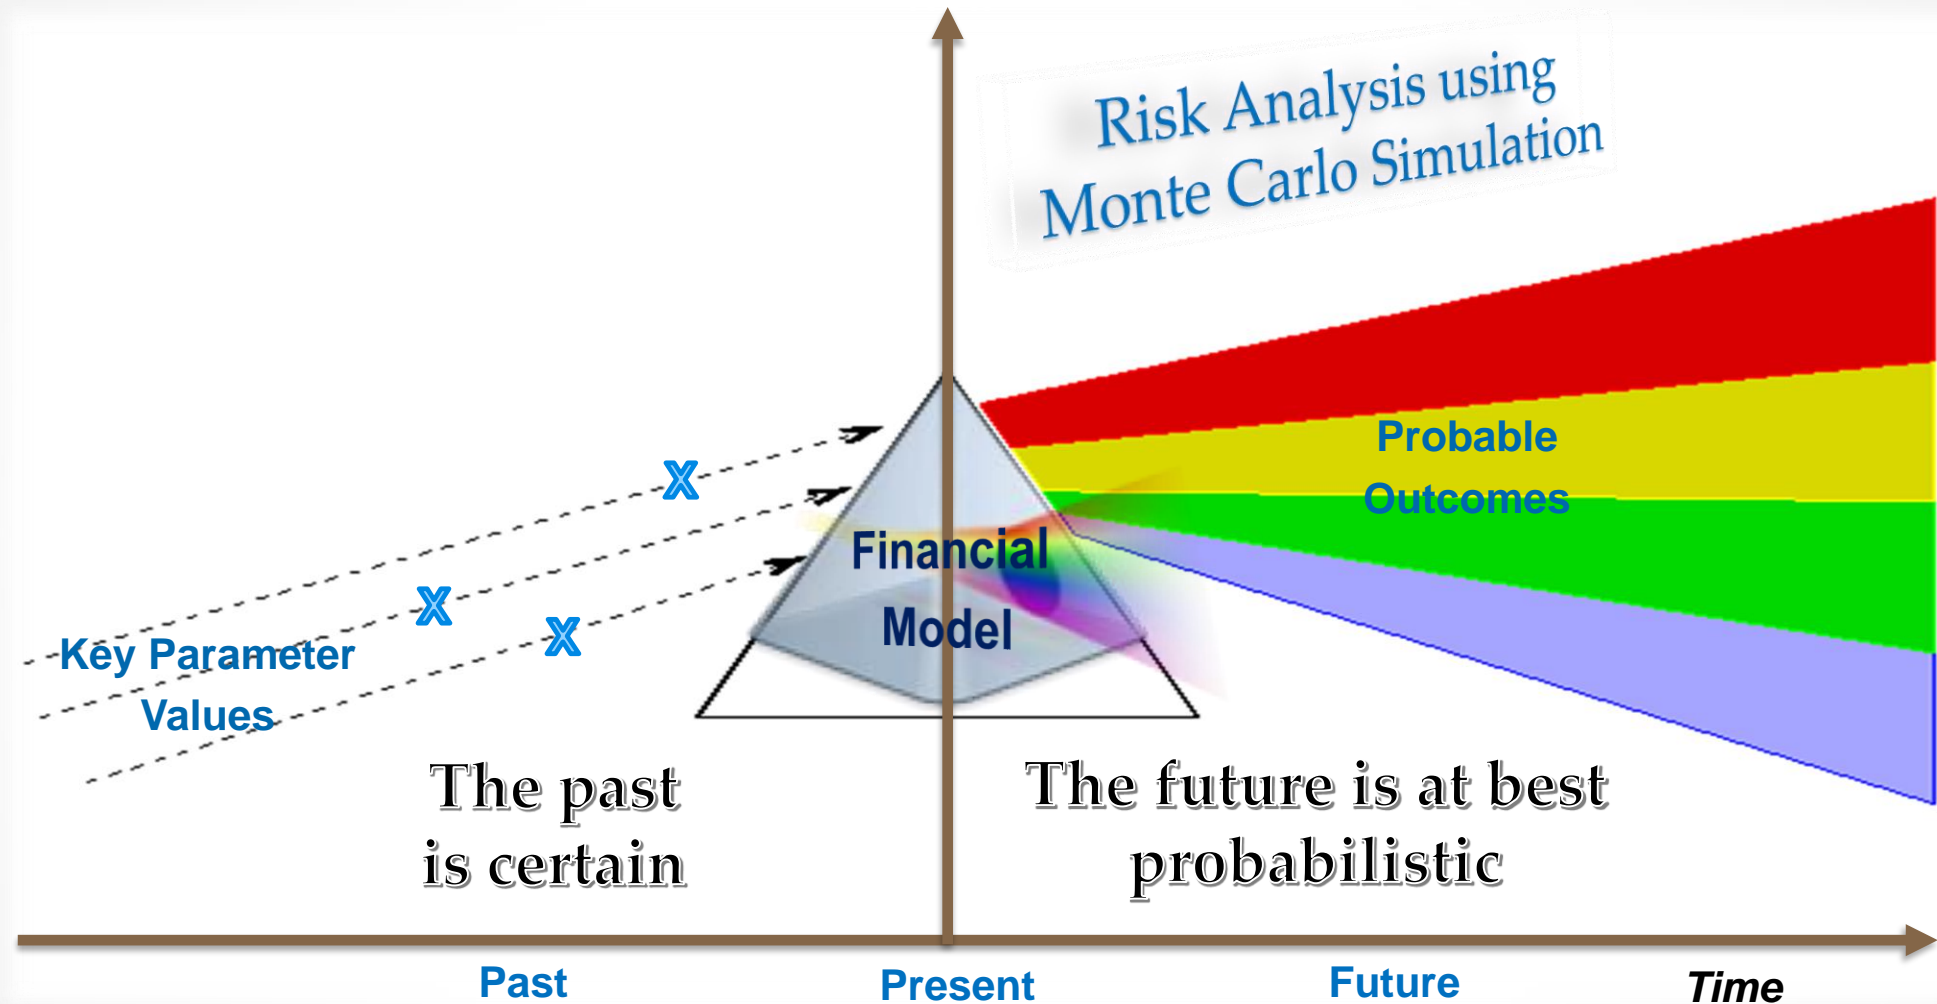 Risk Analysis using
Monte Carlo Simulation
Probable
Outcomes
X
X
X
Financial
Model
Key Parameter
Values
The past
is certain
The future is at best
probabilistic
Past
Present
Future
Time